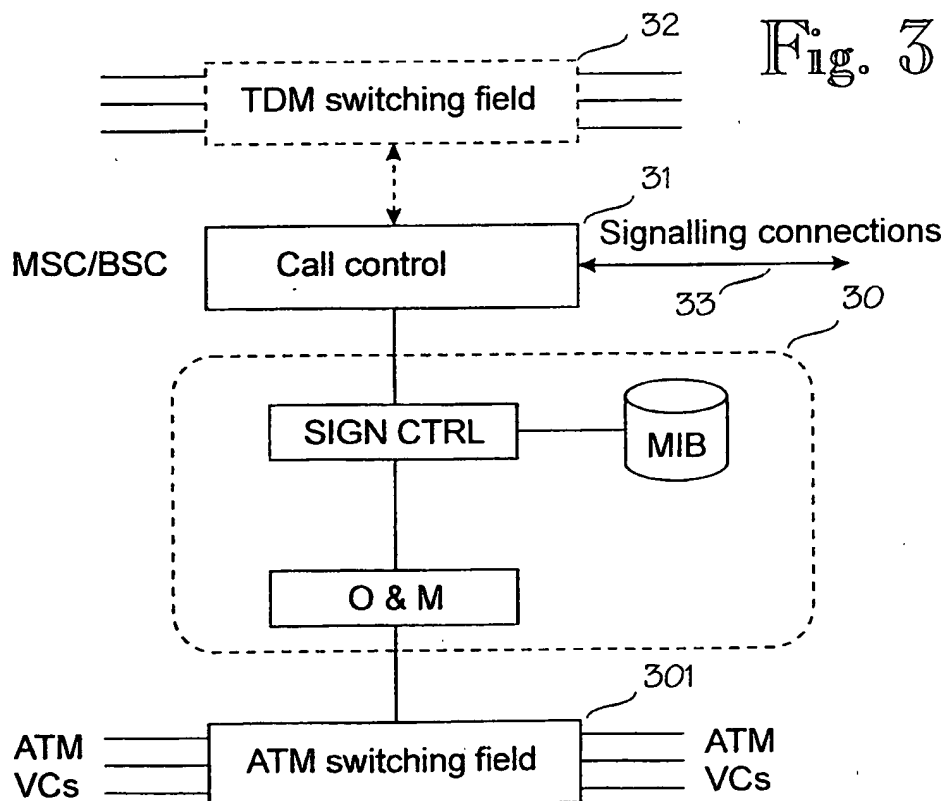 32
Fig. 3
TDM switching field
31
Signalling connections
MSC/BSC
Call control
33
30
SIGN CTRL
MIB
O & M
301
ATM
VCs
ATM switching field
ATM
VCs